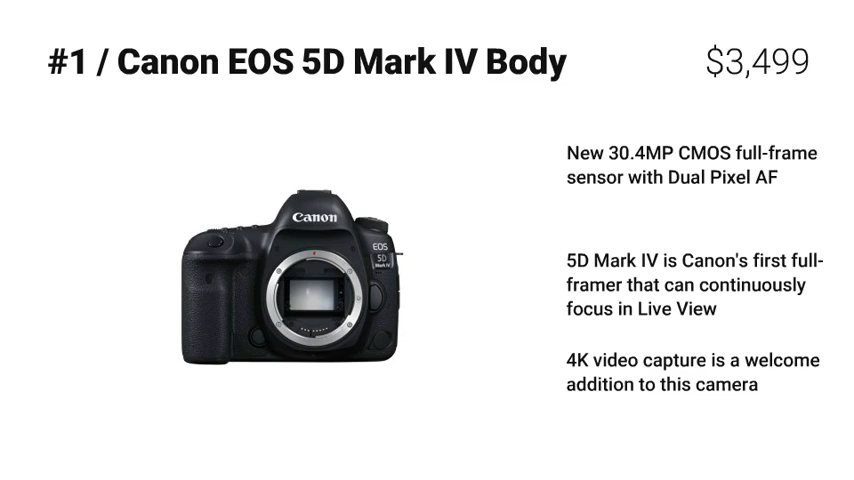 #1 / Canon EOS 5D Mark IV Body
$3,499
New 30.4MP CMOS full-frame
sensor with Dual Pixel AF
Canon
EOS
5D
Mark IV
5D Mark IV is Canon's first full-
framer that can continuously
focus in Live View
4K video capture is a welcome
addition to this camera